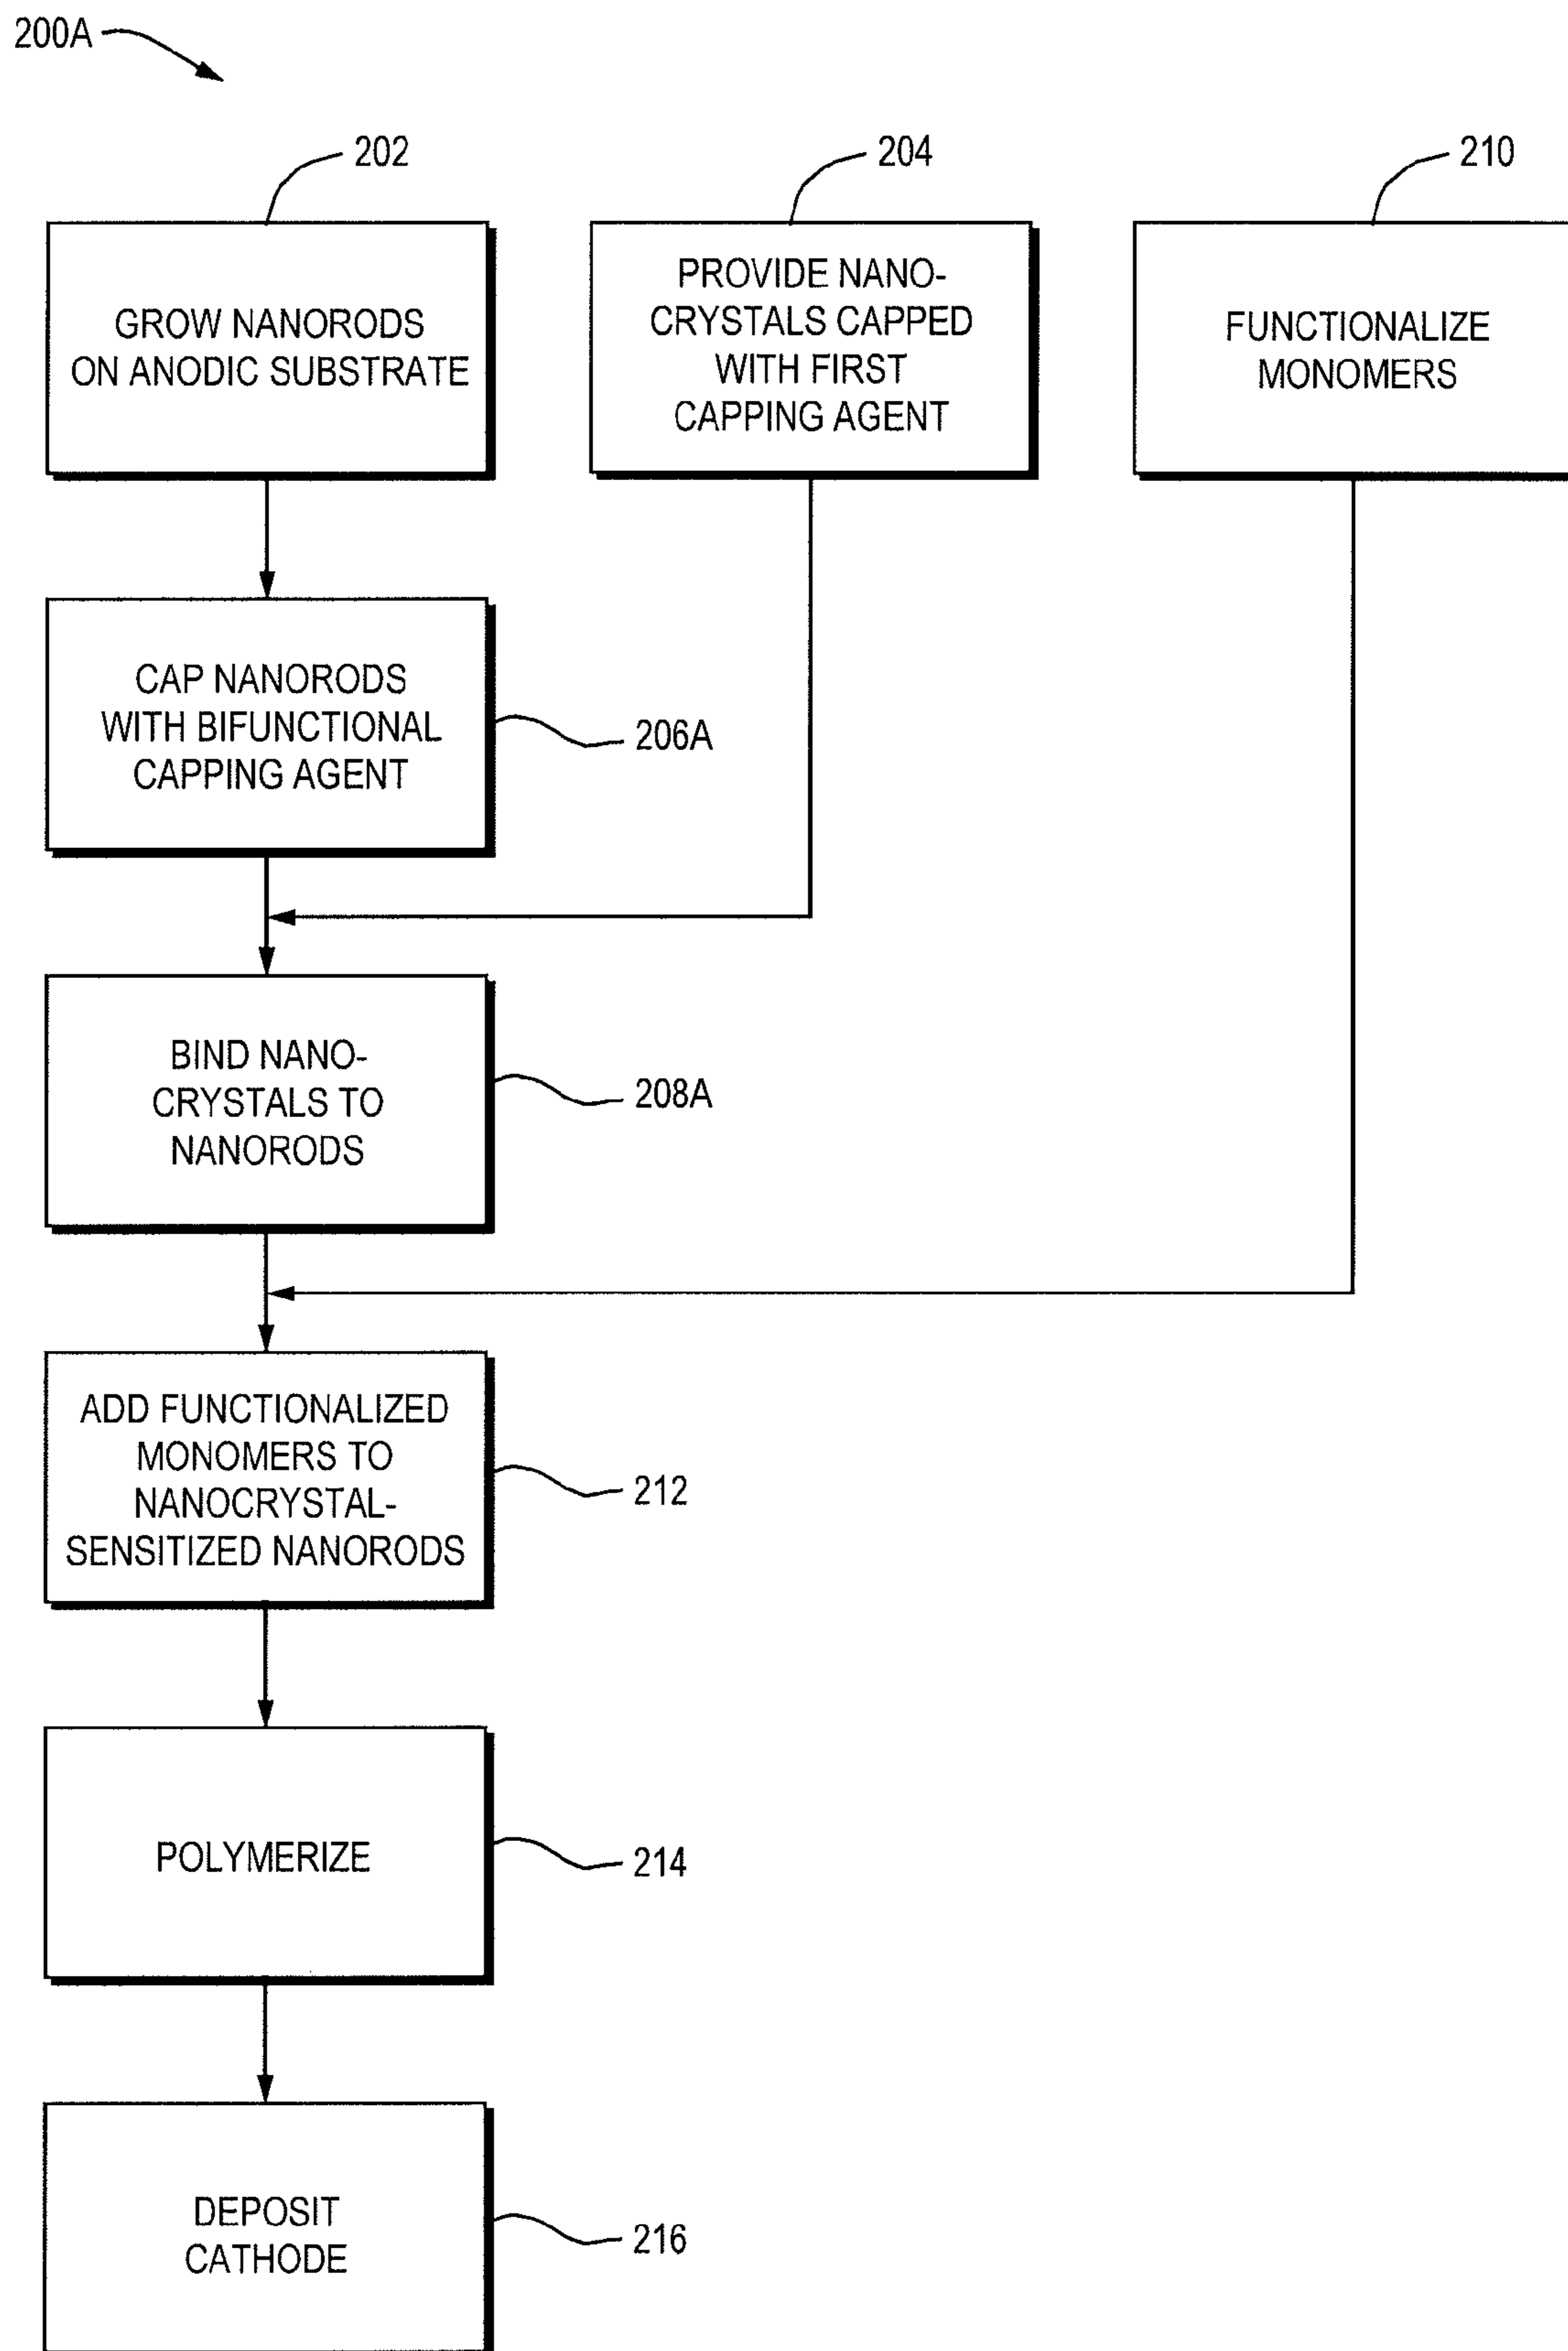 200A
202
204
210
GROW NANORODS
ON ANODIC SUBSTRATE
PROVIDE NANO-
CRYSTALS CAPPED
WITH FIRST
CAPPING AGENT
FUNCTIONALIZE
MONOMERS
CAP NANORODS
WITH BIFUNCTIONAL
CAPPING AGENT
206A
BIND NANO-
CRYSTALS TO
NANORODS
208A
ADD FUNCTIONALIZED
MONOMERS TO
NANOCRYSTAL-
SENSITIZED NANORODS
212
POLYMERIZE
214
DEPOSIT
CATHODE
216